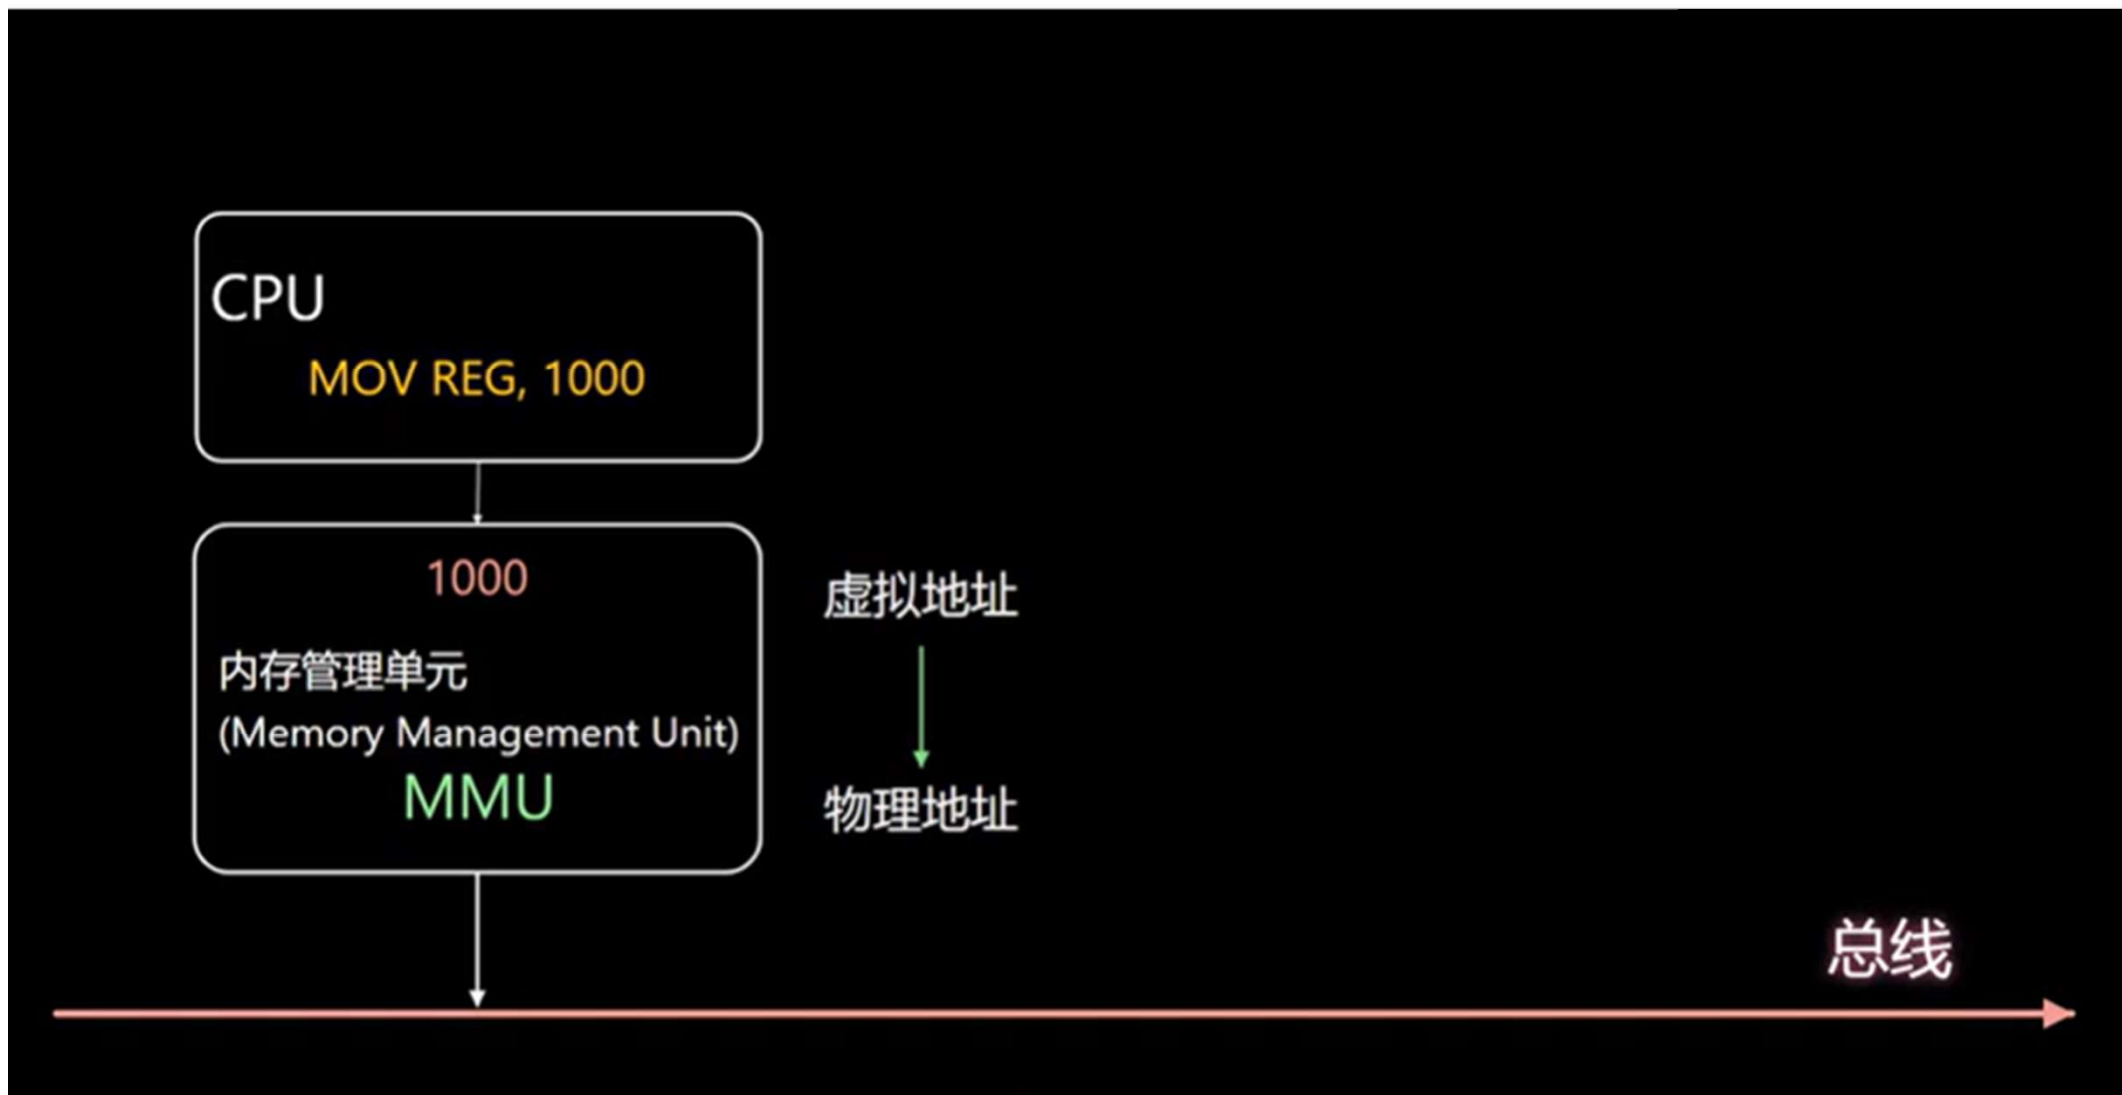 CPU
MOV REG, 1000
1000
内存管理单元
(Memory Management Unit)
MMU
虚拟地址
物理地址
总线